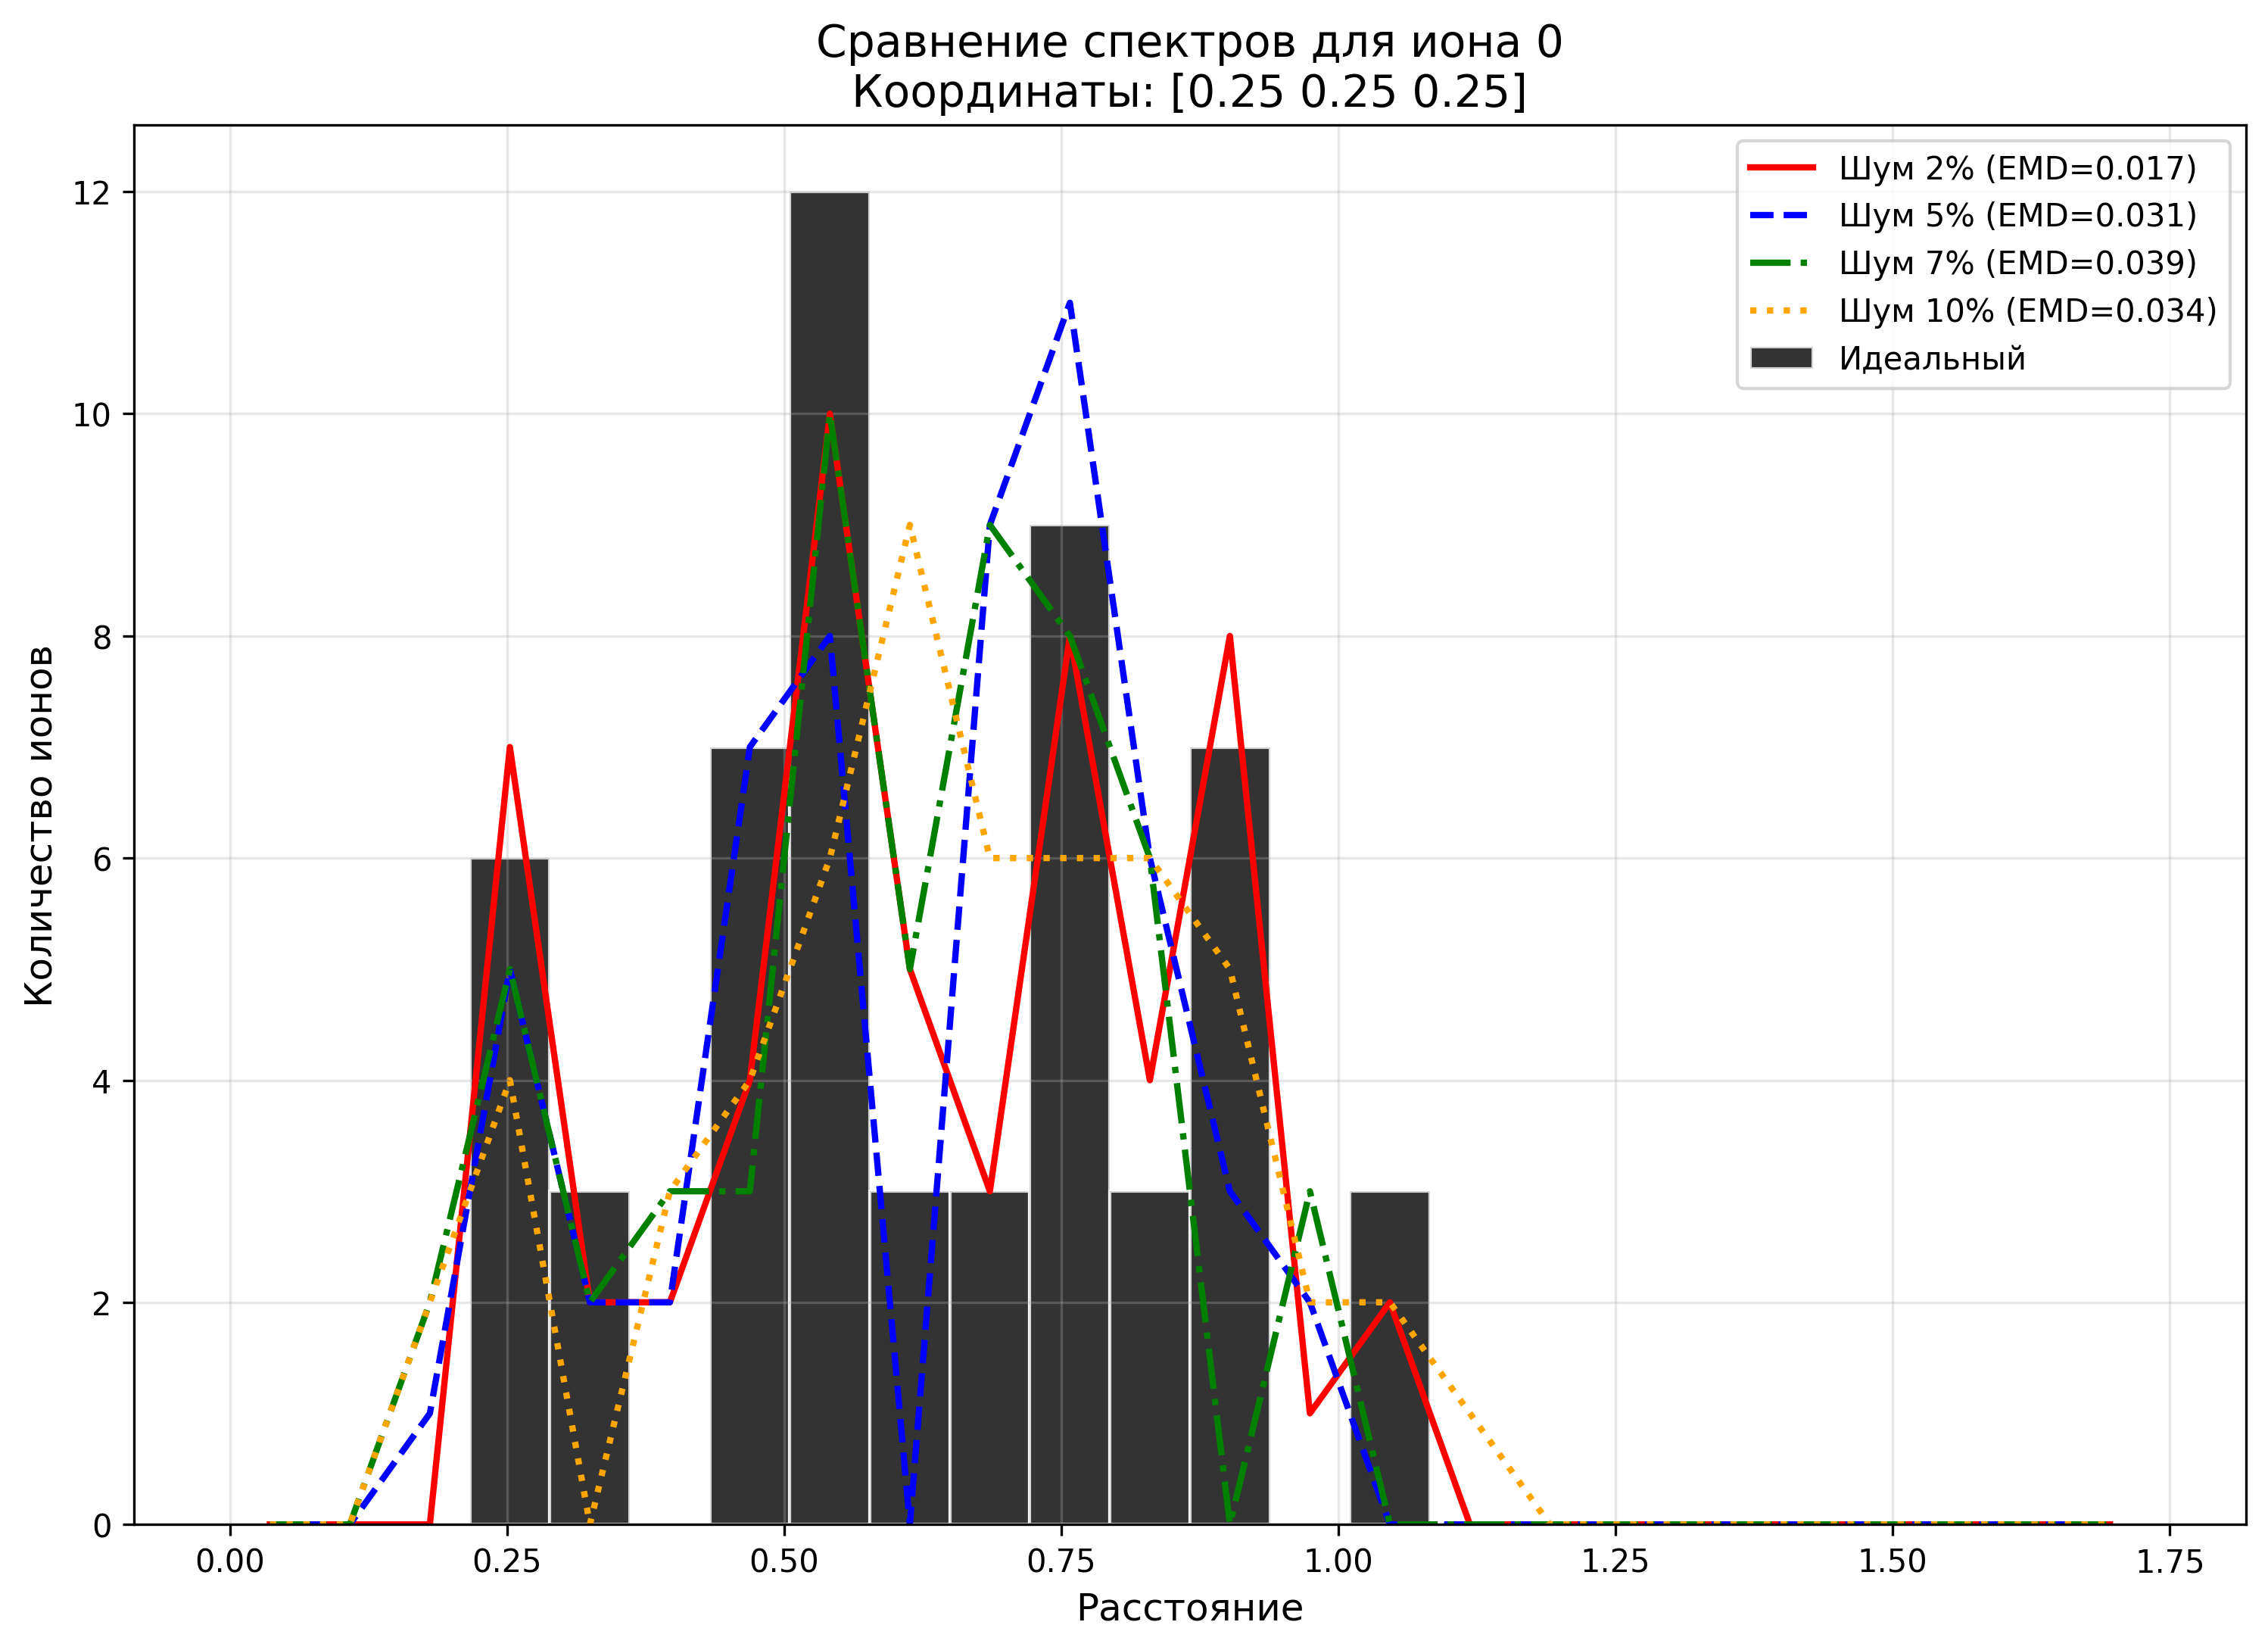 Сравнение спектров для иона 0
Координаты: [0.25 0.25 0.25]
Шум 2% (EMD=0.017)
Шум 5% (EMD=0.031)
Шум 7% (EMD=0.039)
Шум 10% (EMD=0.034)
Идеальный
Количество ионов
12
10
8
6
4
2
0
0.00 0.25 0.50 0.75 1.00 1.25 1.50 1.75
Расстояние